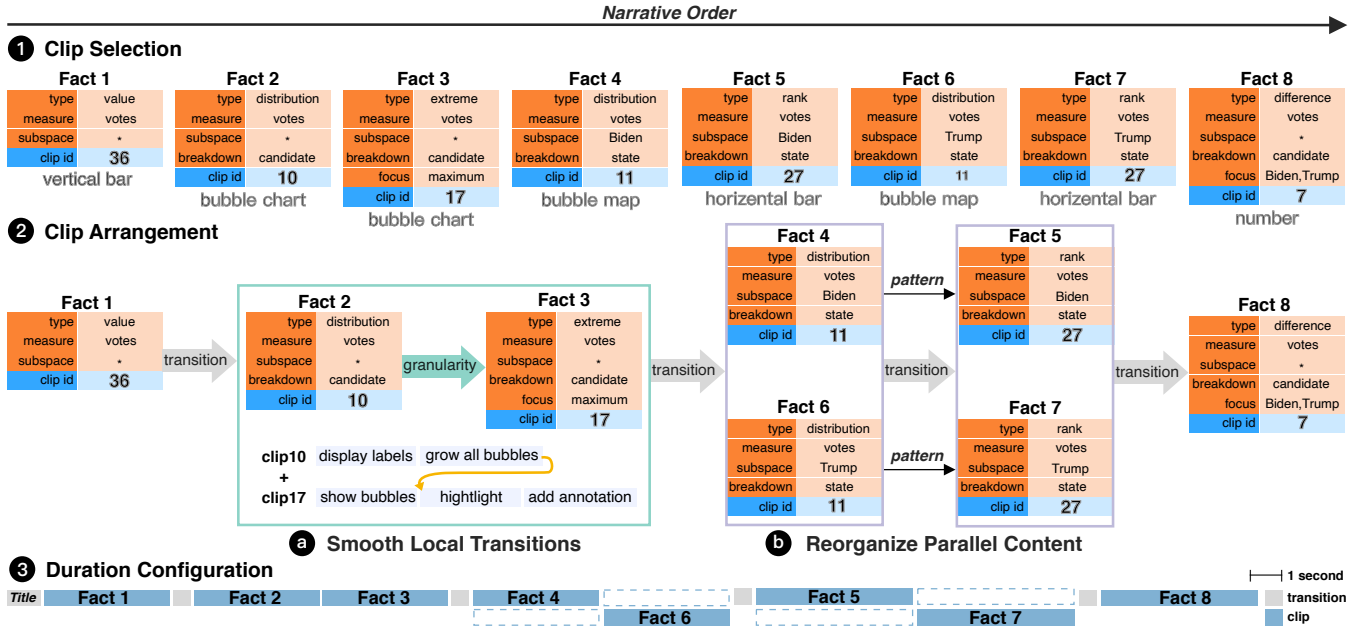 Narrative Order
1 Clip Selection
Fact 1
type value
measure votes
subspace *
clip id 36
vertical bar
Fact 2
type distribution
measure votes
subspace *
breakdown candidate
clip id 10
bubble chart
Fact 3
type extreme
measure votes
subspace *
breakdown candidate
focus maximum
clip id 17
bubble chart
Fact 4
type distribution
measure votes
subspace Biden
breakdown state
clip id 11
bubble map
Fact 5
type rank
measure votes
subspace Biden
breakdown state
clip id 27
horizental bar
Fact 6
type distribution
measure votes
subspace Trump
breakdown state
clip id 11
bubble map
Fact 7
type rank
measure votes
subspace Trump
breakdown state
clip id 27
horizental bar
Fact 8
type difference
measure votes
subspace *
breakdown candidate
focus Biden,Trump
clip id 7
number
2 Clip Arrangement
Fact 1
type value
measure votes
subspace *
clip id 36
transition
Fact 2
type distribution
measure votes
subspace *
breakdown candidate
clip id 10
granularity
Fact 3
type extreme
measure votes
subspace *
breakdown candidate
focus maximum
clip id 17
clip10 display labels grow all bubbles
+
clip17 show bubbles hightlight add annotation
a Smooth Local Transitions
transition
Fact 4
type distribution
measure votes
subspace Biden
breakdown state
clip id 11
pattern
Fact 5
type rank
measure votes
subspace Biden
breakdown state
clip id 27
transition
Fact 6
type distribution
measure votes
subspace Trump
breakdown state
clip id 11
pattern
Fact 7
type rank
measure votes
subspace Trump
breakdown state
clip id 27
b Reorganize Parallel Content
transition
Fact 8
type difference
measure votes
subspace *
breakdown candidate
focus Biden,Trump
clip id 7
3 Duration Configuration
1 second
Title Fact 1 Fact 2 Fact 3 Fact 4 Fact 5 Fact 8 transition
Fact 6 Fact 7 clip